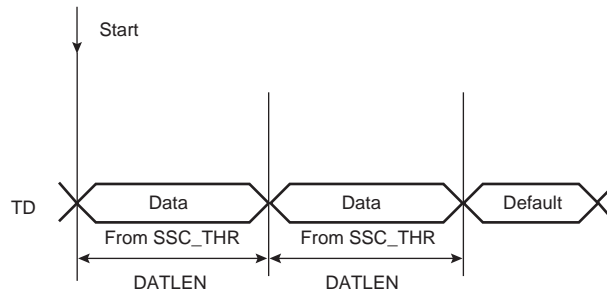 Start
TD Data Data Default
From SSC_THR From SSC_THR
DATLEN DATLEN